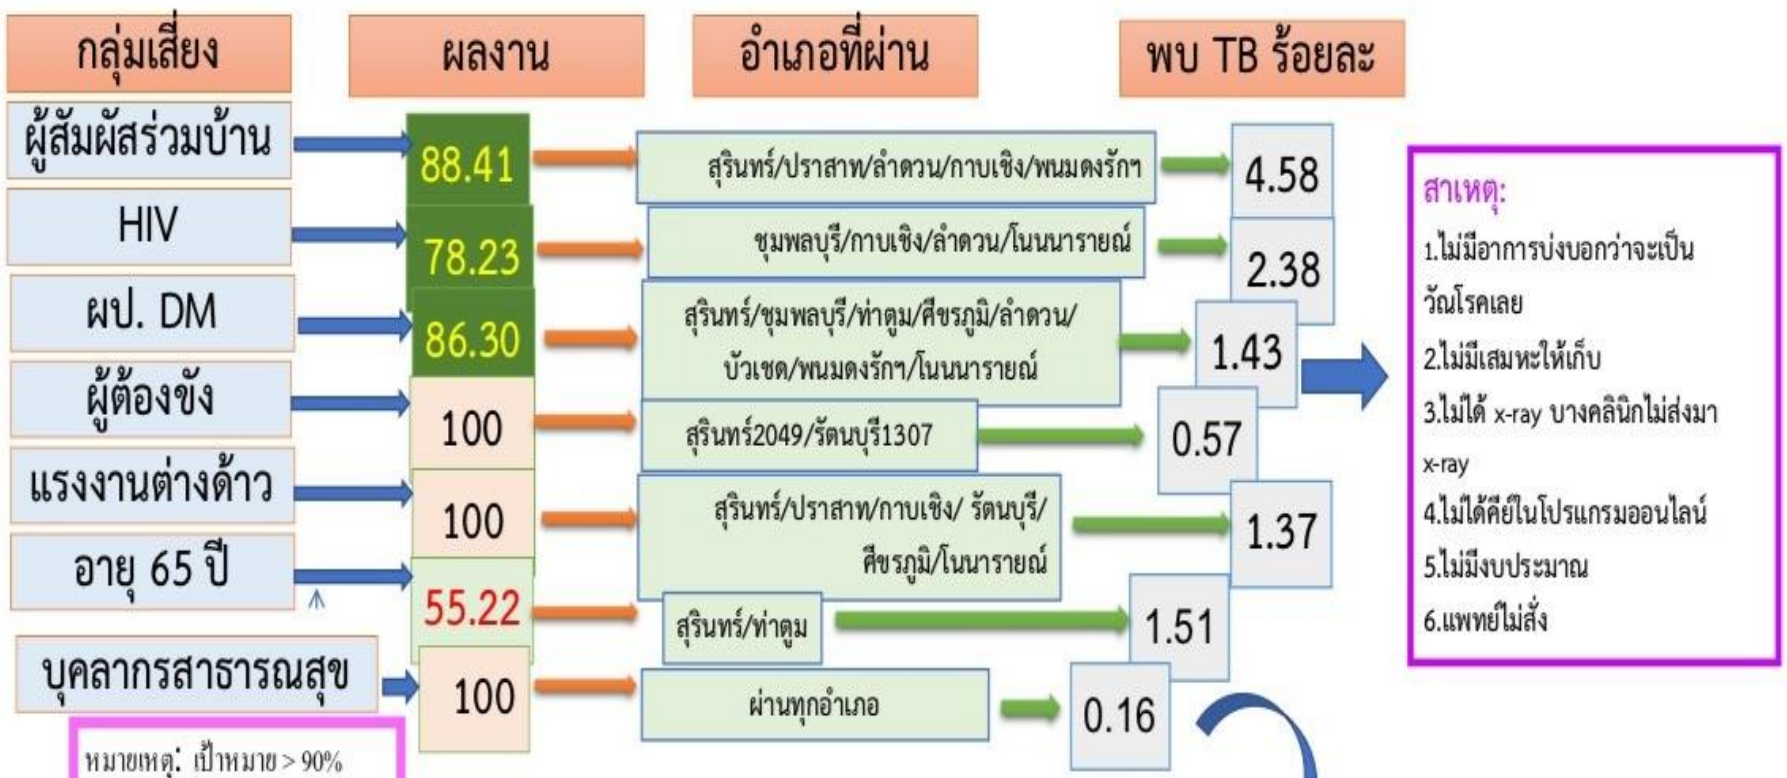 กลุ่มเสี่ยง
ผลงาน
อำเภอที่ผ่าน
พบ TB ร้อยละ
ผู้สัมผัสร่วมบ้าน
88.41
สุรินทร์/ปราสาท/ลำดวน/กาบเชิง/พนมดงรักฯ
4.58
HIV
78.23
ชุมพลบุรี/กาบเชิง/ลำดวน/โนนนารายณ์
2.38
ผป. DM
86.30
สุรินทร์/ชุมพลบุรี/ท่าตูม/ศีขรภูมิ/ลำดวน/
บัวเชด/พนมดงรักฯ/โนนนารายณ์
1.43
ผู้ต้องขัง
100
สุรินทร์2049/รัตนบุรี1307
0.57
แรงงานต่างด้าว
100
สุรินทร์/ปราสาท/กาบเชิง/ รัตนบุรี/
ศีขรภูมิ/โนนารายณ์
1.37
อายุ 65 ปี
55.22
สุรินทร์/ท่าตูม
1.51
บุคลากรสาธารณสุข
100
ผ่านทุกอำเภอ
0.16
หมายเหตุ: เป้าหมาย > 90%
สาเหตุ:
1.ไม่มีอาการบ่งบอกว่าจะเป็น
วัณโรคเลย
2.ไม่มีเสมหะให้เก็บ
3.ไม่ได้ x-ray บางคลินิกไม่ส่งมา
x-ray
4.ไม่ได้คีย์ในโปรแกรมออนไลน์
5.ไม่มีงบประมาณ
6.แพทย์ไม่สั่ง